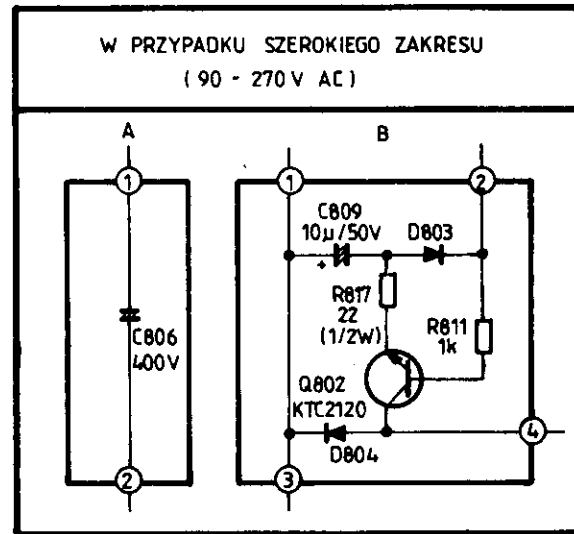 W PRZYPADKU SZEROKIEGO ZAKRESU
( 90 - 270 V AC )
A
B
1
1
2
C809
10µ/50V
+
D803
R817
22
(1/2W)
R811
1k
C806
400V
Q802
KTC2120
D804
4
2
3